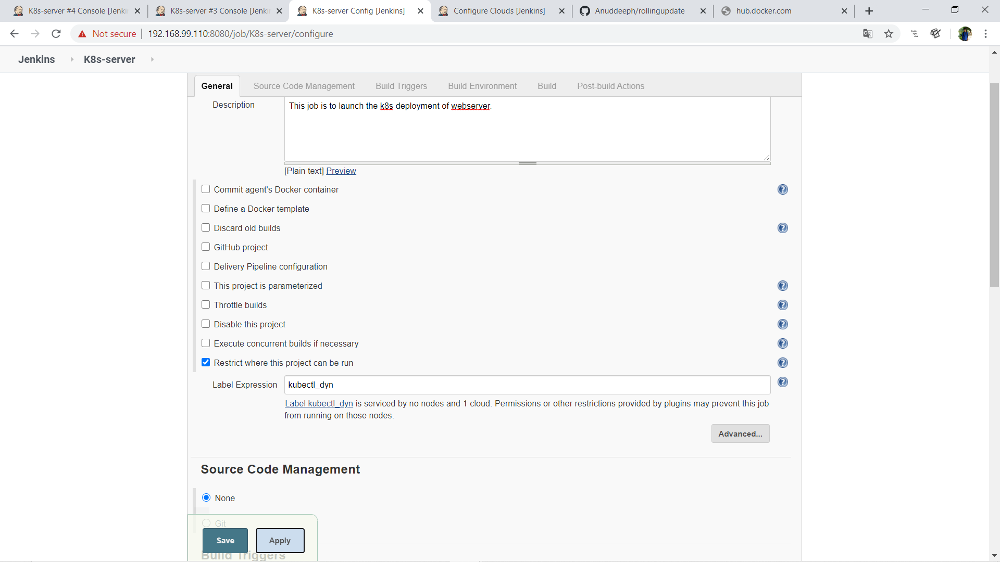 K8s-server #4 Console [Jenki
K8s-server #3 Console [Jenki
K8s-server Config [Jenkins]
Configure Clouds [Jenkins]
Anuddeeph/rollingupdate
hub.docker.com
Not secure
192.168.99.110:8080/job/K8s-server/configure
Jenkins
K8s-server
General
Source Code Management
Build Triggers
Build Environment
Build
Post-build Actions
Description
This job is to launch the k8s deployment of webserver.
[Plain text] Preview
Commit agent's Docker container
Define a Docker template
Discard old builds
GitHub project
Delivery Pipeline configuration
This project is parameterized
Throttle builds
Disable this project
Execute concurrent builds if necessary
Restrict where this project can be run
Label Expression
kubectl_dyn
Label kubectl_dyn is serviced by no nodes and 1 cloud. Permissions or other restrictions provided by plugins may prevent this job
from running on those nodes.
Advanced...
Source Code Management
None
Git
Save
Apply
Build Triggers